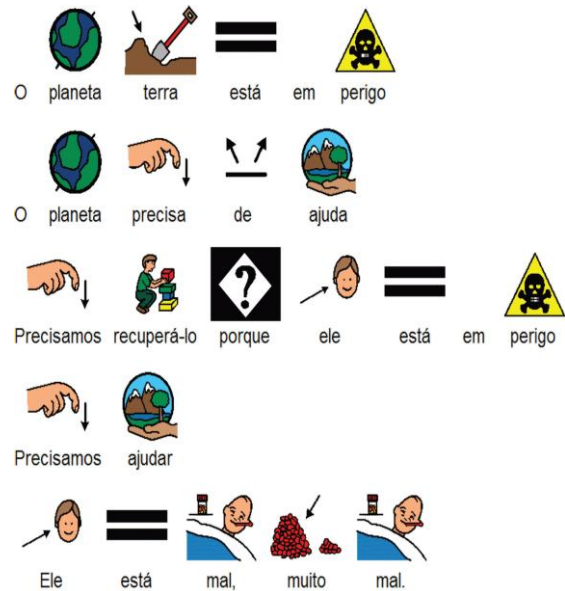 O planeta terra está em perigo
O planeta precisa de ajuda
Precisamos recuperá-lo porque ele está em perigo
Precisamos ajudar
Ele está mal, muito mal.